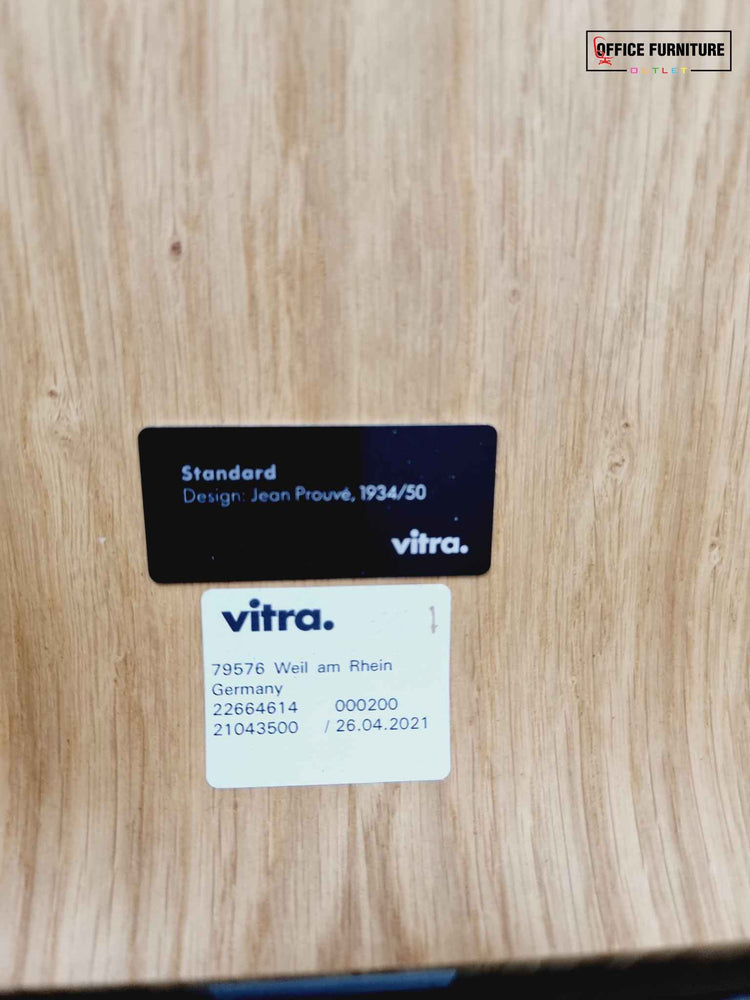 OFFICE FURNITURE
OUTLET
Standard
Design: Jean Prouvé, 1934/50
vitra.
vitra. 1
79576 Weil am Rhein
Germany
22664614 000200
21043500 / 26.04.2021